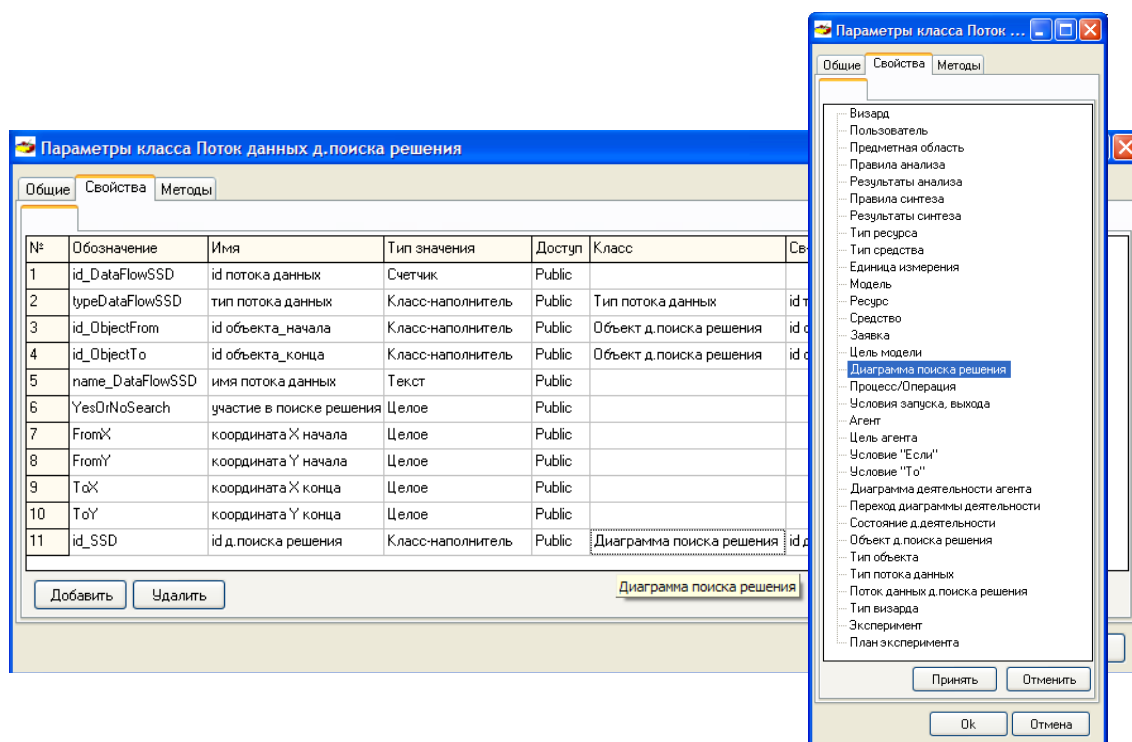 Параметры класса Поток данных д.поиска решения
Общие Свойства Методы
№ Обозначение Имя Тип значения Доступ Класс Св-
1 id_DataFlowSSD id потока данных Счетчик Public
2 typeDataFlowSSD тип потока данных Класс-наполнитель Public Тип потока данных id т
3 id_ObjectFrom id объекта_начала Класс-наполнитель Public Объект д.поиска решения id о
4 id_ObjectTo id объекта_конца Класс-наполнитель Public Объект д.поиска решения id о
5 name_DataFlowSSD имя потока данных Текст Public
6 YesOrNoSearch участие в поиске решения Целое Public
7 FromX координата X начала Целое Public
8 FromY координата Y начала Целое Public
9 ToX координата X конца Целое Public
10 ToY координата Y конца Целое Public
11 id_SSD id д.поиска решения Класс-наполнитель Public Диаграмма поиска решения id д
Добавить Удалить
Диаграмма поиска решения
Параметры класса Поток ...
Общие Свойства Методы
Визард
Пользователь
Предметная область
Правила анализа
Результаты анализа
Правила синтеза
Результаты синтеза
Тип ресурса
Тип средства
Единица измерения
Модель
Ресурс
Средство
Заявка
Цель модели
Диаграмма поиска решения
Процесс/Операция
Условия запуска, выхода
Агент
Цель агента
Условие "Если"
Условие "То"
Диаграмма деятельности агента
Переход диаграммы деятельности
Состояние д.деятельности
Объект д.поиска решения
Тип объекта
Тип потока данных
Поток данных д.поиска решения
Тип визарда
Эксперимент
План эксперимента
Принять Отменить
Ok Отмена